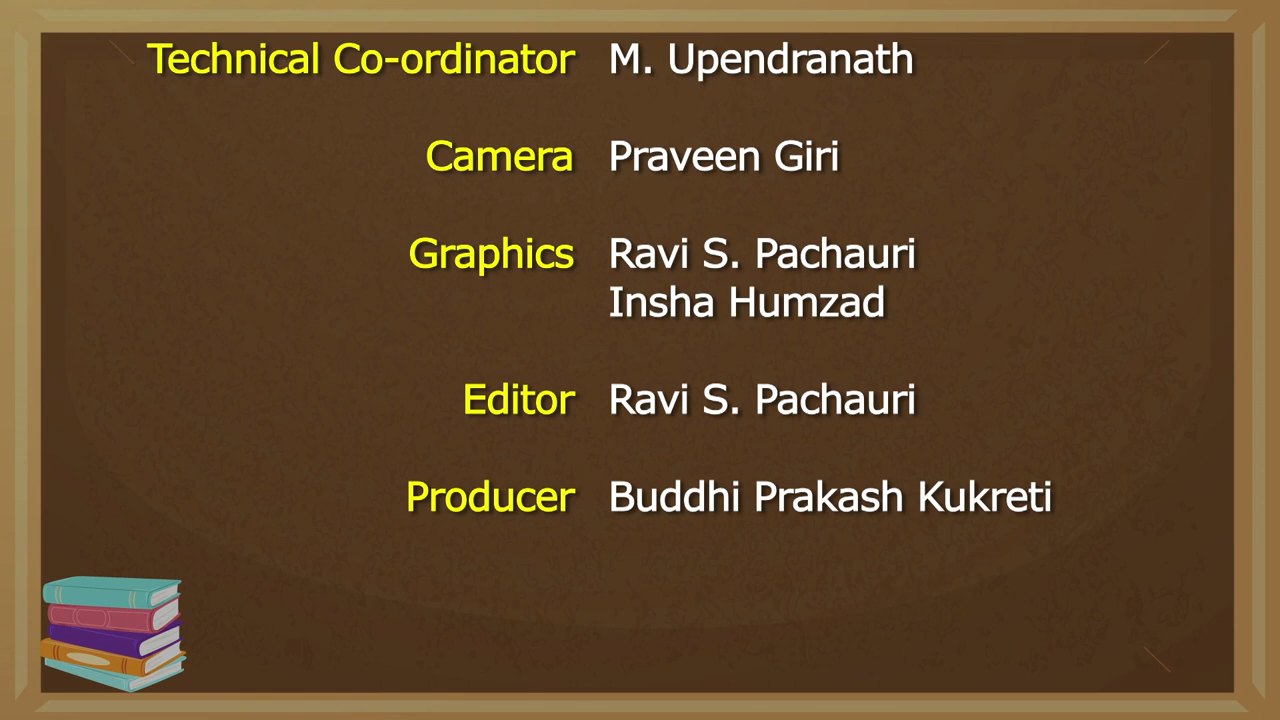 Technical Co-ordinator M. Upendranath
Camera Praveen Giri
Graphics Ravi S. Pachauri
Insha Humzad
Editor Ravi S. Pachauri
Producer Buddhi Prakash Kukreti